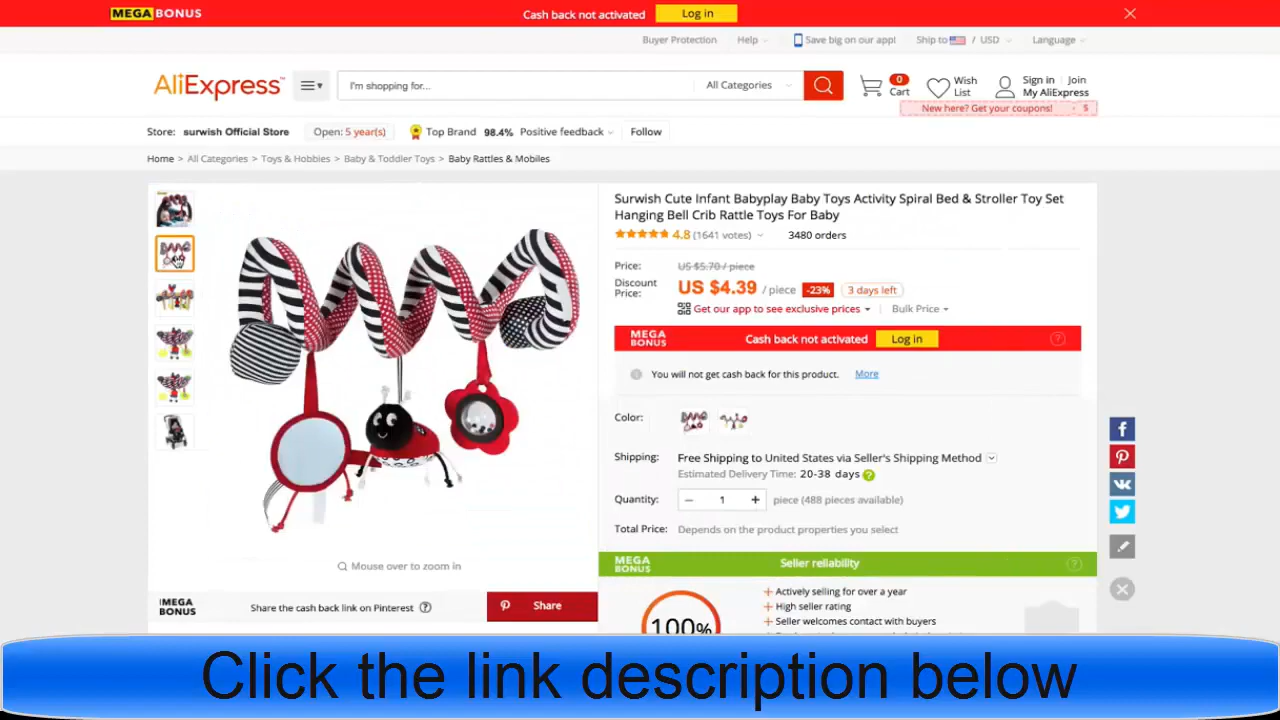 MEGA BONUS
Cash back not activated Log in
Buyer Protection Help Save big on our app! Ship to / USD Language
AliExpress™ I'm shopping for... All Categories 0 Cart Wish List Sign in Join My AliExpress
New here? Get your coupons! $
Store: surwish Official Store Open: 5 year(s) Top Brand 98.4% Positive feedback Follow
Home > All Categories > Toys & Hobbies > Baby & Toddler Toys > Baby Rattles & Mobiles
Surwish Cute Infant Babyplay Baby Toys Activity Spiral Bed & Stroller Toy Set
Hanging Bell Crib Rattle Toys For Baby
4.8 (1641 votes) 3480 orders
Price: US $5.70 / piece
Discount Price: US $4.39 / piece -23% 3 days left
Get our app to see exclusive prices Bulk Price
MEGA BONUS Cash back not activated Log in ?
You will not get cash back for this product. More
Color:
Shipping: Free Shipping to United States via Seller's Shipping Method
Estimated Delivery Time: 20-38 days ?
Quantity: 1 + piece (488 pieces available)
Total Price: Depends on the product properties you select
Mouse over to zoom in
MEGA BONUS Seller reliability ?
MEGA BONUS Share the cash back link on Pinterest ? Share
100%
+ Actively selling for over a year
+ High seller rating
+ Seller welcomes contact with buyers
Click the link description below